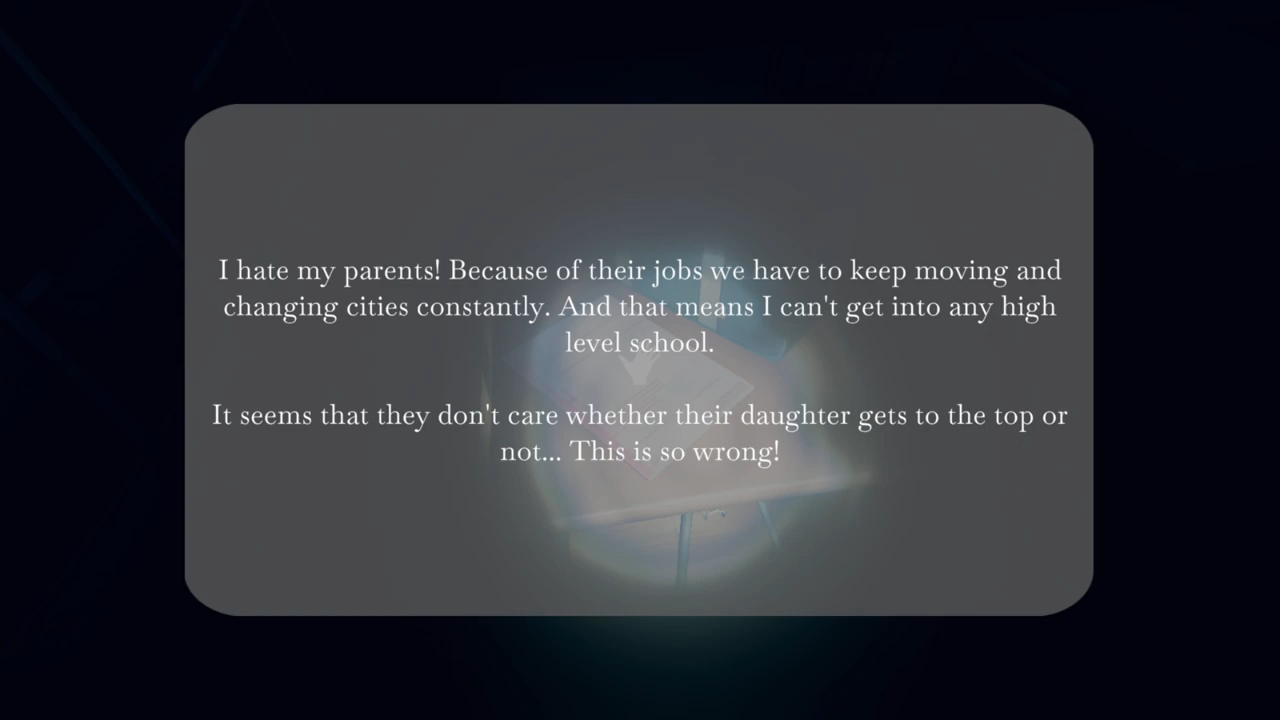 I hate my parents! Because of their jobs we have to keep moving and
changing cities constantly. And that means I can't get into any high
level school.
It seems that they don't care whether their daughter gets to the top or
not... This is so wrong!